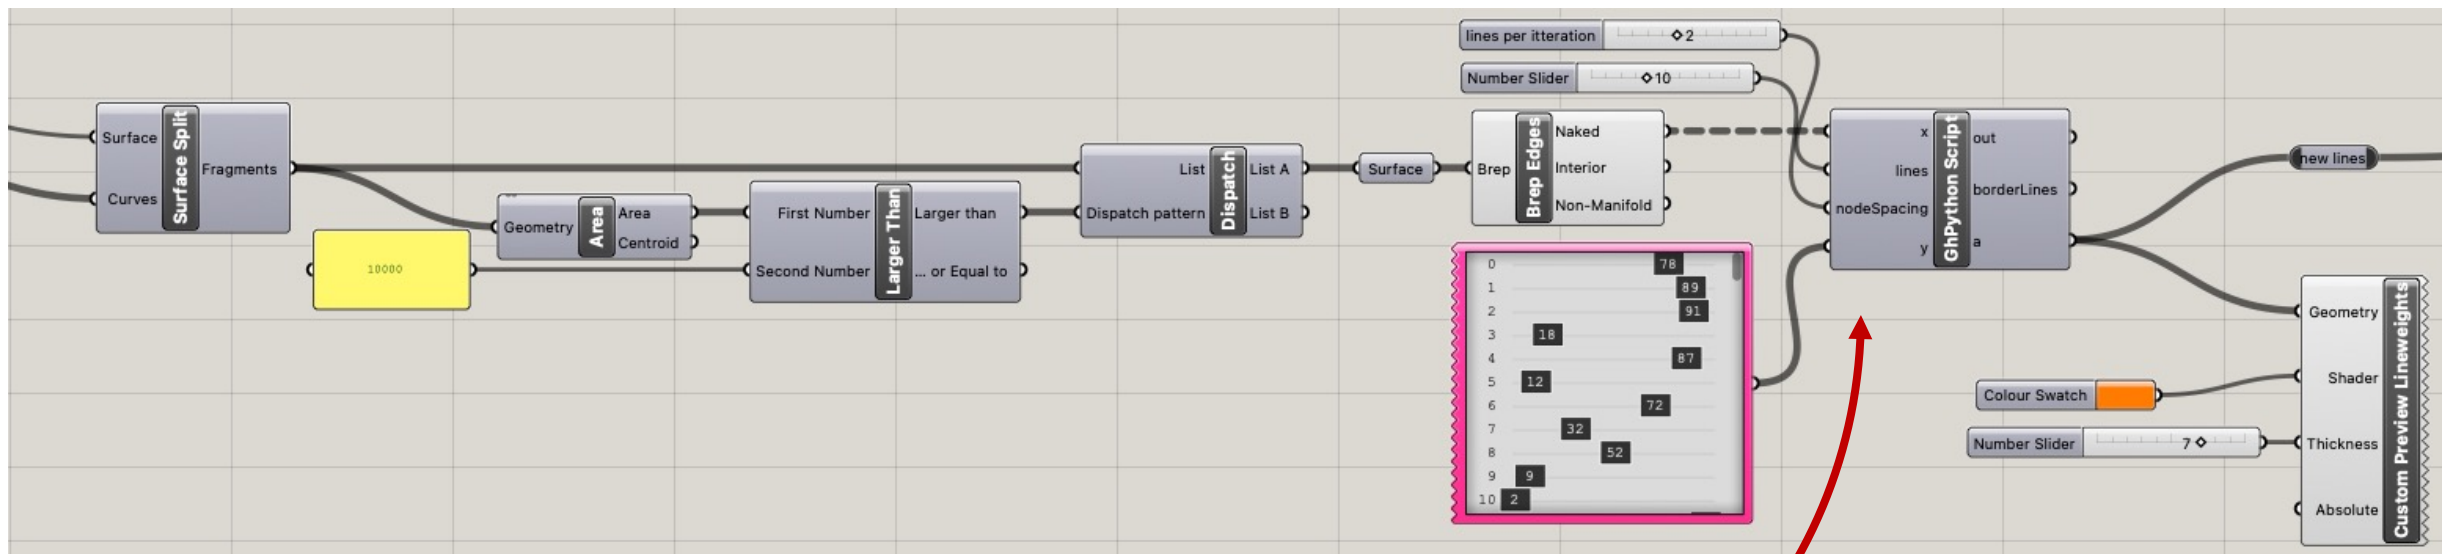 Surface
Curves
Surface Split
Fragments
10000
Geometry
Area
Area
Centroid
First Number
Second Number
Larger Than
Larger than
... or Equal to
List
Dispatch pattern
Dispatch
List A
List B
Surface
lines per itteration
2
Number Slider
10
Brep
Brep Edges
Naked
Interior
Non-Manifold
0 78
1 89
2 91
3 18
4 87
5 12
6 72
7 32
8 52
9 9
10 2
x
lines
nodeSpacing
y
GhPython Script
out
borderLines
a
new lines
Colour Swatch
Number Slider
7
Geometry
Shader
Thickness
Absolute
Custom Preview Lineweights